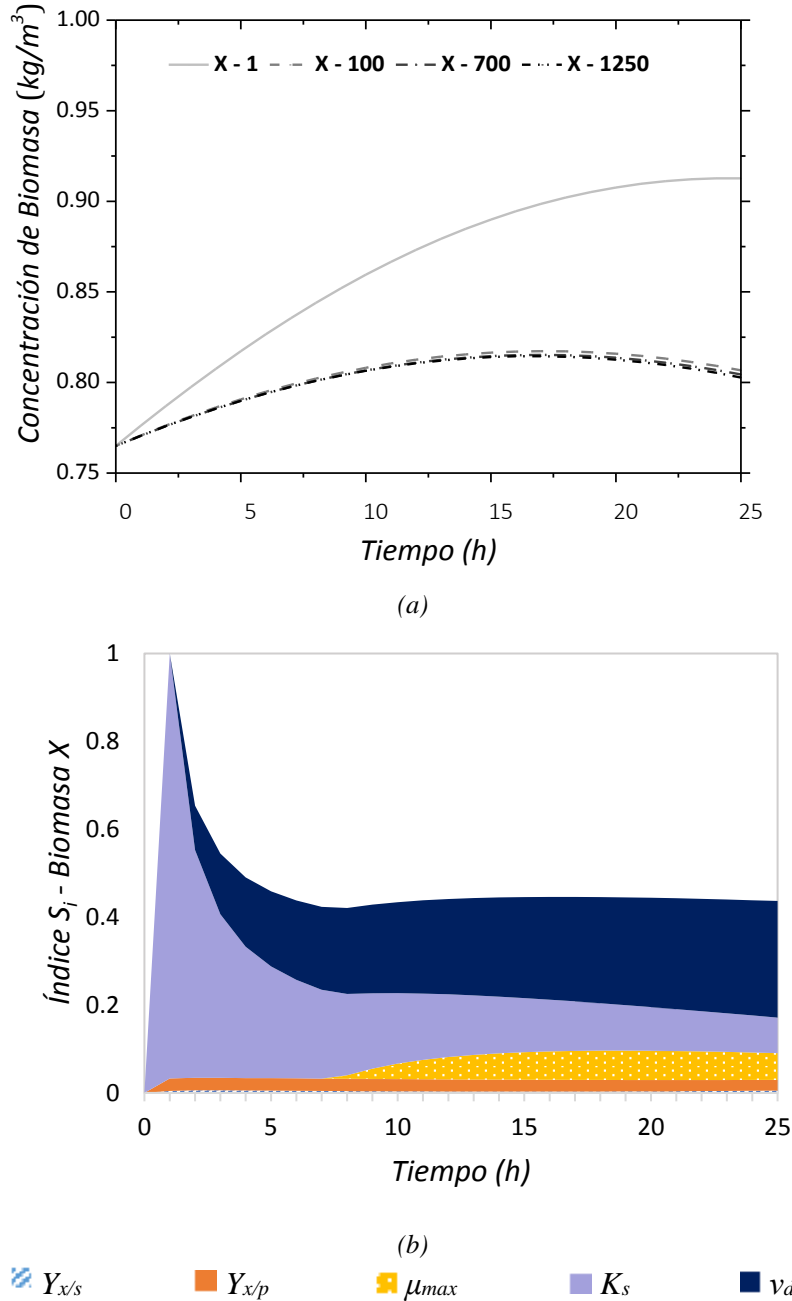 1.00
0.95
0.90
0.85
0.80
0.75
Concentración de Biomasa (kg/m³)
X - 1 X - 100 X - 700 X - 1250
0 5 10 15 20 25
Tiempo (h)
(a)
1
0.8
0.6
0.4
0.2
0
Índice Si - Biomasa X
0 5 10 15 20 25
Tiempo (h)
(b)
Yx/s Yx/p μmax Ks νd